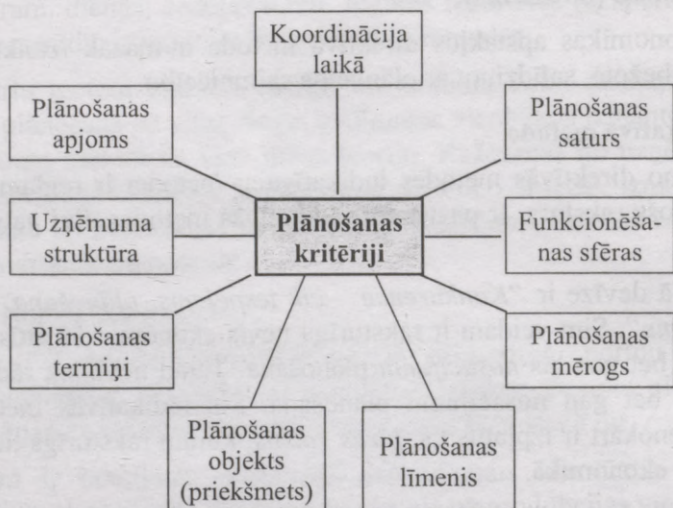 Koordinācija
laikā
Plānošanas
apjoms
Plānošanas
saturs
Uzņēmuma
struktūra
Plānošanas
kritēriji
Funkcionēša-
nas sfēras
Plānošanas
termiņi
Plānošanas
mērogs
Plānošanas
objekts
(priekšmets)
Plānošanas
līmenis